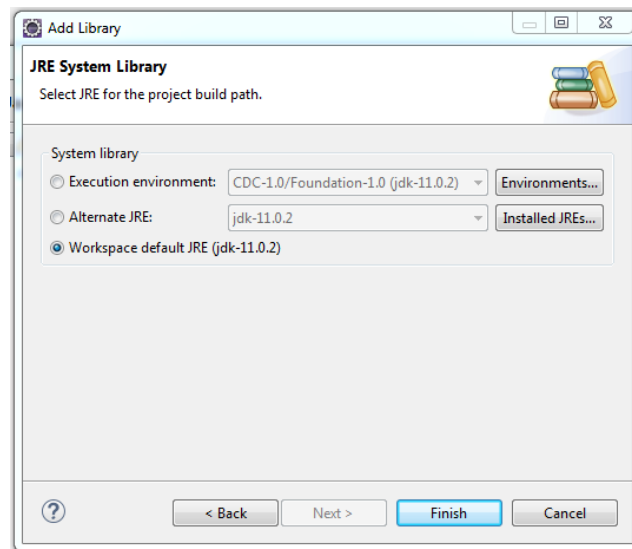 Add Library
JRE System Library
Select JRE for the project build path.
System library
Execution environment: CDC-1.0/Foundation-1.0 (jdk-11.0.2) Environments...
Alternate JRE: jdk-11.0.2 Installed JREs...
Workspace default JRE (jdk-11.0.2)
? < Back Next > Finish Cancel